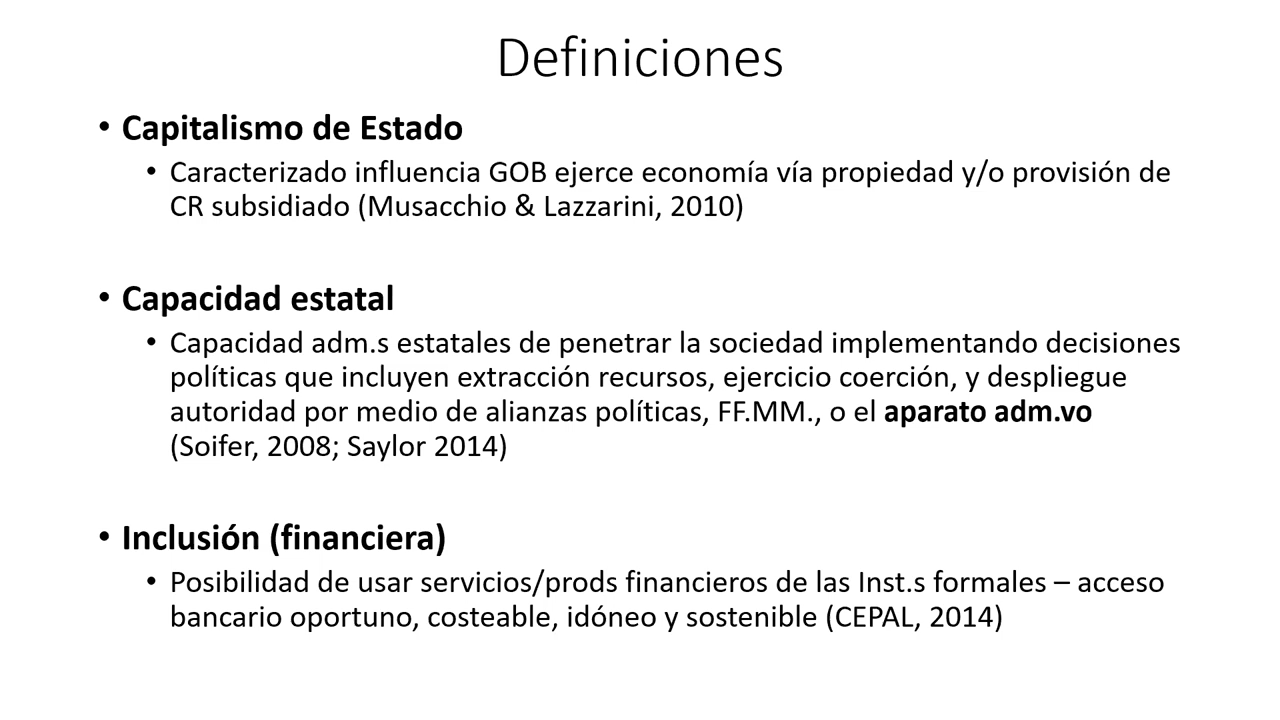 Definiciones
• Capitalismo de Estado
• Caracterizado influencia GOB ejerce economía vía propiedad y/o provisión de
CR subsidiado (Musacchio & Lazzarini, 2010)
• Capacidad estatal
• Capacidad adm.s estatales de penetrar la sociedad implementando decisiones
políticas que incluyen extracción recursos, ejercicio coerción, y despliegue
autoridad por medio de alianzas políticas, FF.MM., o el aparato adm.vo
(Soifer, 2008; Saylor 2014)
• Inclusión (financiera)
• Posibilidad de usar servicios/prods financieros de las Inst.s formales – acceso
bancario oportuno, costeable, idóneo y sostenible (CEPAL, 2014)